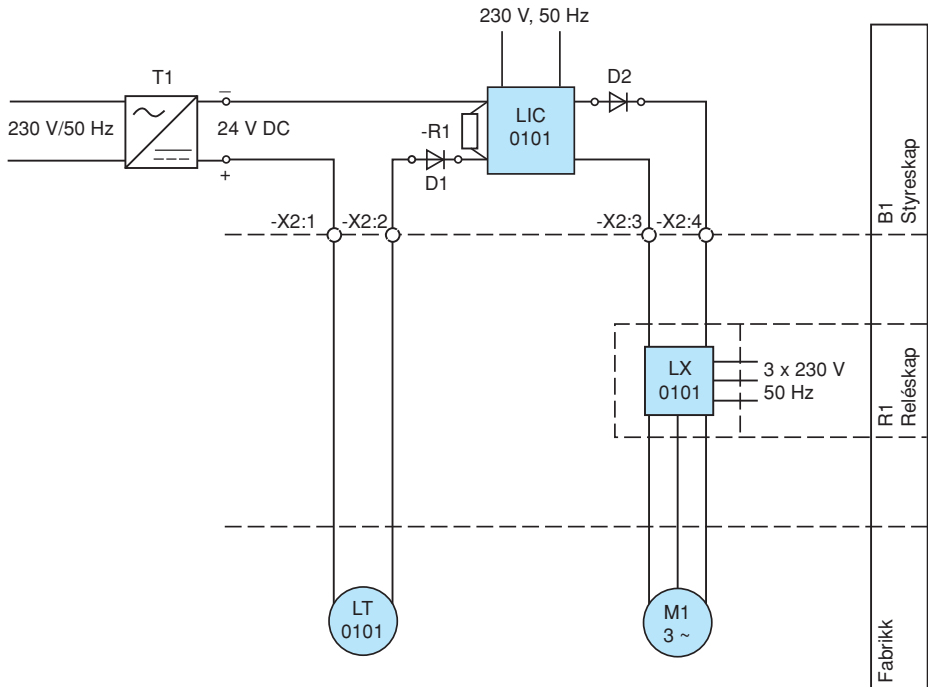 230 V, 50 Hz
T1
D2
−
230 V/50 Hz
24 V DC
+
-R1
LIC
0101
D1
-X2:1
-X2:2
-X2:3
-X2:4
B1
Styreskap
LX
0101
3 x 230 V
50 Hz
R1
Reléskap
LT
0101
M1
3 ~
Fabrikk